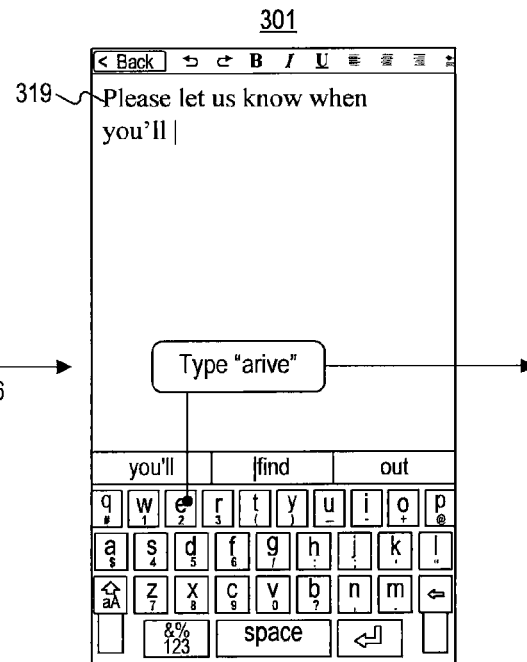 301
< Back B I U
319 Please let us know when
you'll |
6
Type "arive"
you'll |find out
q w e r t y u i o p
# 1 2 3 ( ) _ - + @
a s d f g h j k l
$ 4 5 6 / : ; ' "
aA z x c v b n m
7 8 9 0 ? , .
&%
123 space